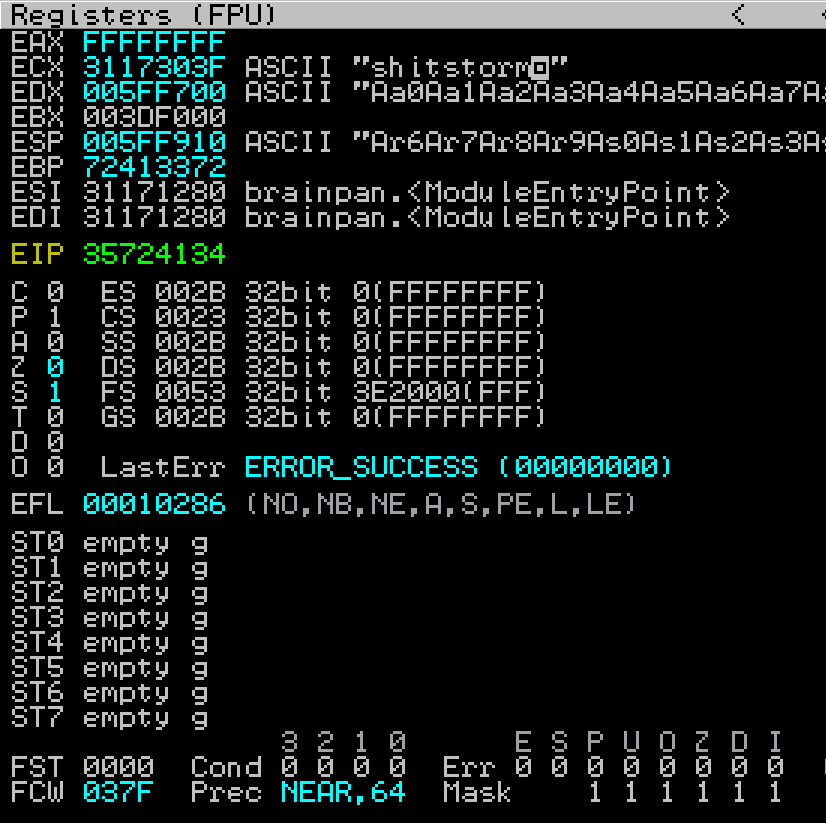 Registers (FPU) < <
EAX FFFFFFFF
ECX 3117303F ASCII "shitstorm"
EDX 005FF700 ASCII "Aa0Aa1Aa2Aa3Aa4Aa5Aa6Aa7Aa
EBX 003DF000
ESP 005FF910 ASCII "Ar6Ar7Ar8Ar9As0As1As2As3As
EBP 72413372
ESI 31171280 brainpan.<ModuleEntryPoint>
EDI 31171280 brainpan.<ModuleEntryPoint>
EIP 35724134
C 0 ES 002B 32bit 0(FFFFFFFF)
P 1 CS 0023 32bit 0(FFFFFFFF)
A 0 SS 002B 32bit 0(FFFFFFFF)
Z 0 DS 002B 32bit 0(FFFFFFFF)
S 1 FS 0053 32bit 3E2000(FFF)
T 0 GS 002B 32bit 0(FFFFFFFF)
D 0
O 0 LastErr ERROR_SUCCESS (00000000)
EFL 00010286 (NO,NB,NE,A,S,PE,L,LE)
ST0 empty g
ST1 empty g
ST2 empty g
ST3 empty g
ST4 empty g
ST5 empty g
ST6 empty g
ST7 empty g
3 2 1 0 E S P U O Z D I
FST 0000 Cond 0 0 0 0 Err 0 0 0 0 0 0 0 0
FCW 037F Prec NEAR,64 Mask 1 1 1 1 1 1